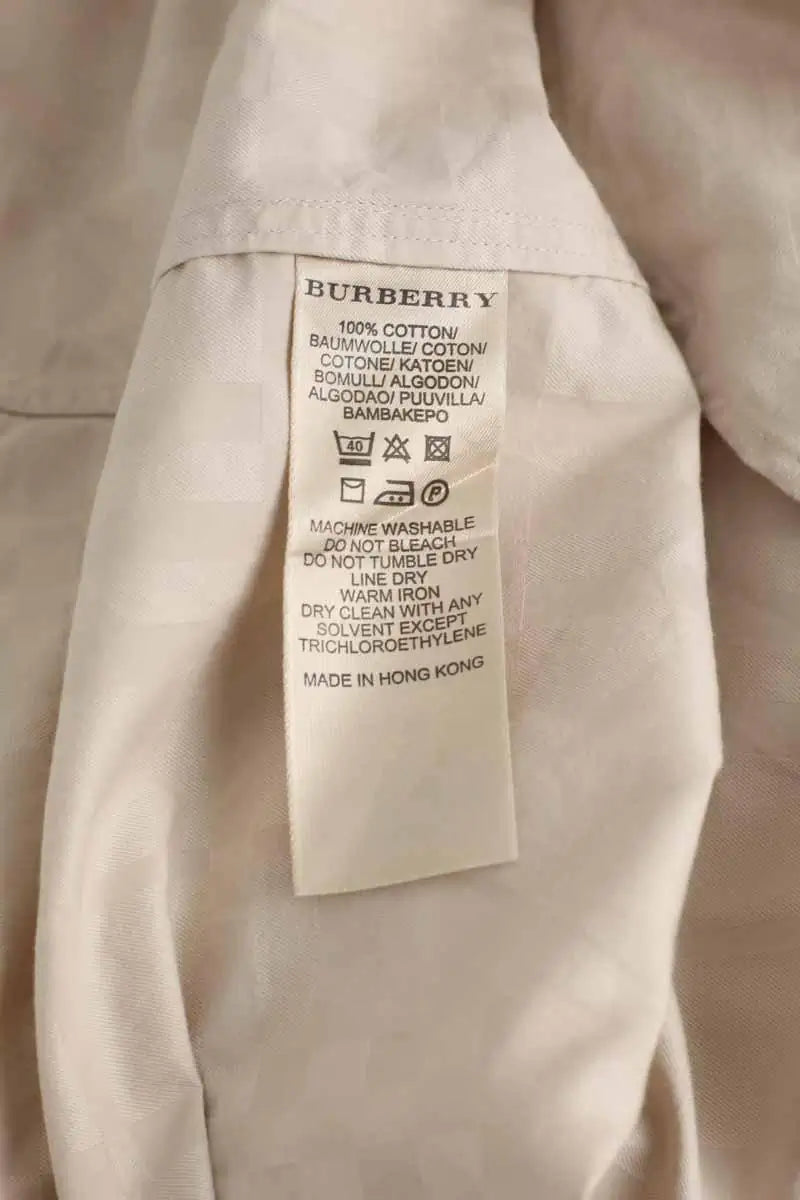 BURBERRY
100% COTTON/
BAUMWOLLE/ COTON/
COTONE/ KATOEN/
BOMULL/ ALGODON/
ALGODAO/ PUUVILLA/
BAMBAKEPO
40
P
MACHINE WASHABLE
DO NOT BLEACH
DO NOT TUMBLE DRY
LINE DRY
WARM IRON
DRY CLEAN WITH ANY
SOLVENT EXCEPT
TRICHLOROETHYLENE
MADE IN HONG KONG